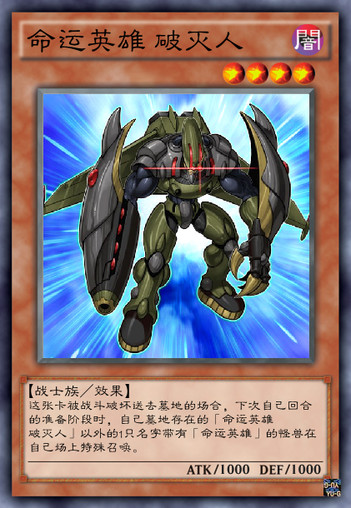 命运英雄 破灭人
闇
【战士族／效果】
这张卡被战斗破坏送去墓地的场合，下次自己回合
的准备阶段时，自己墓地存在的「命运英雄
破灭人」以外的1只名字带有「命运英雄」的怪兽在
自己场上特殊召唤。
ATK/1000 DEF/1000